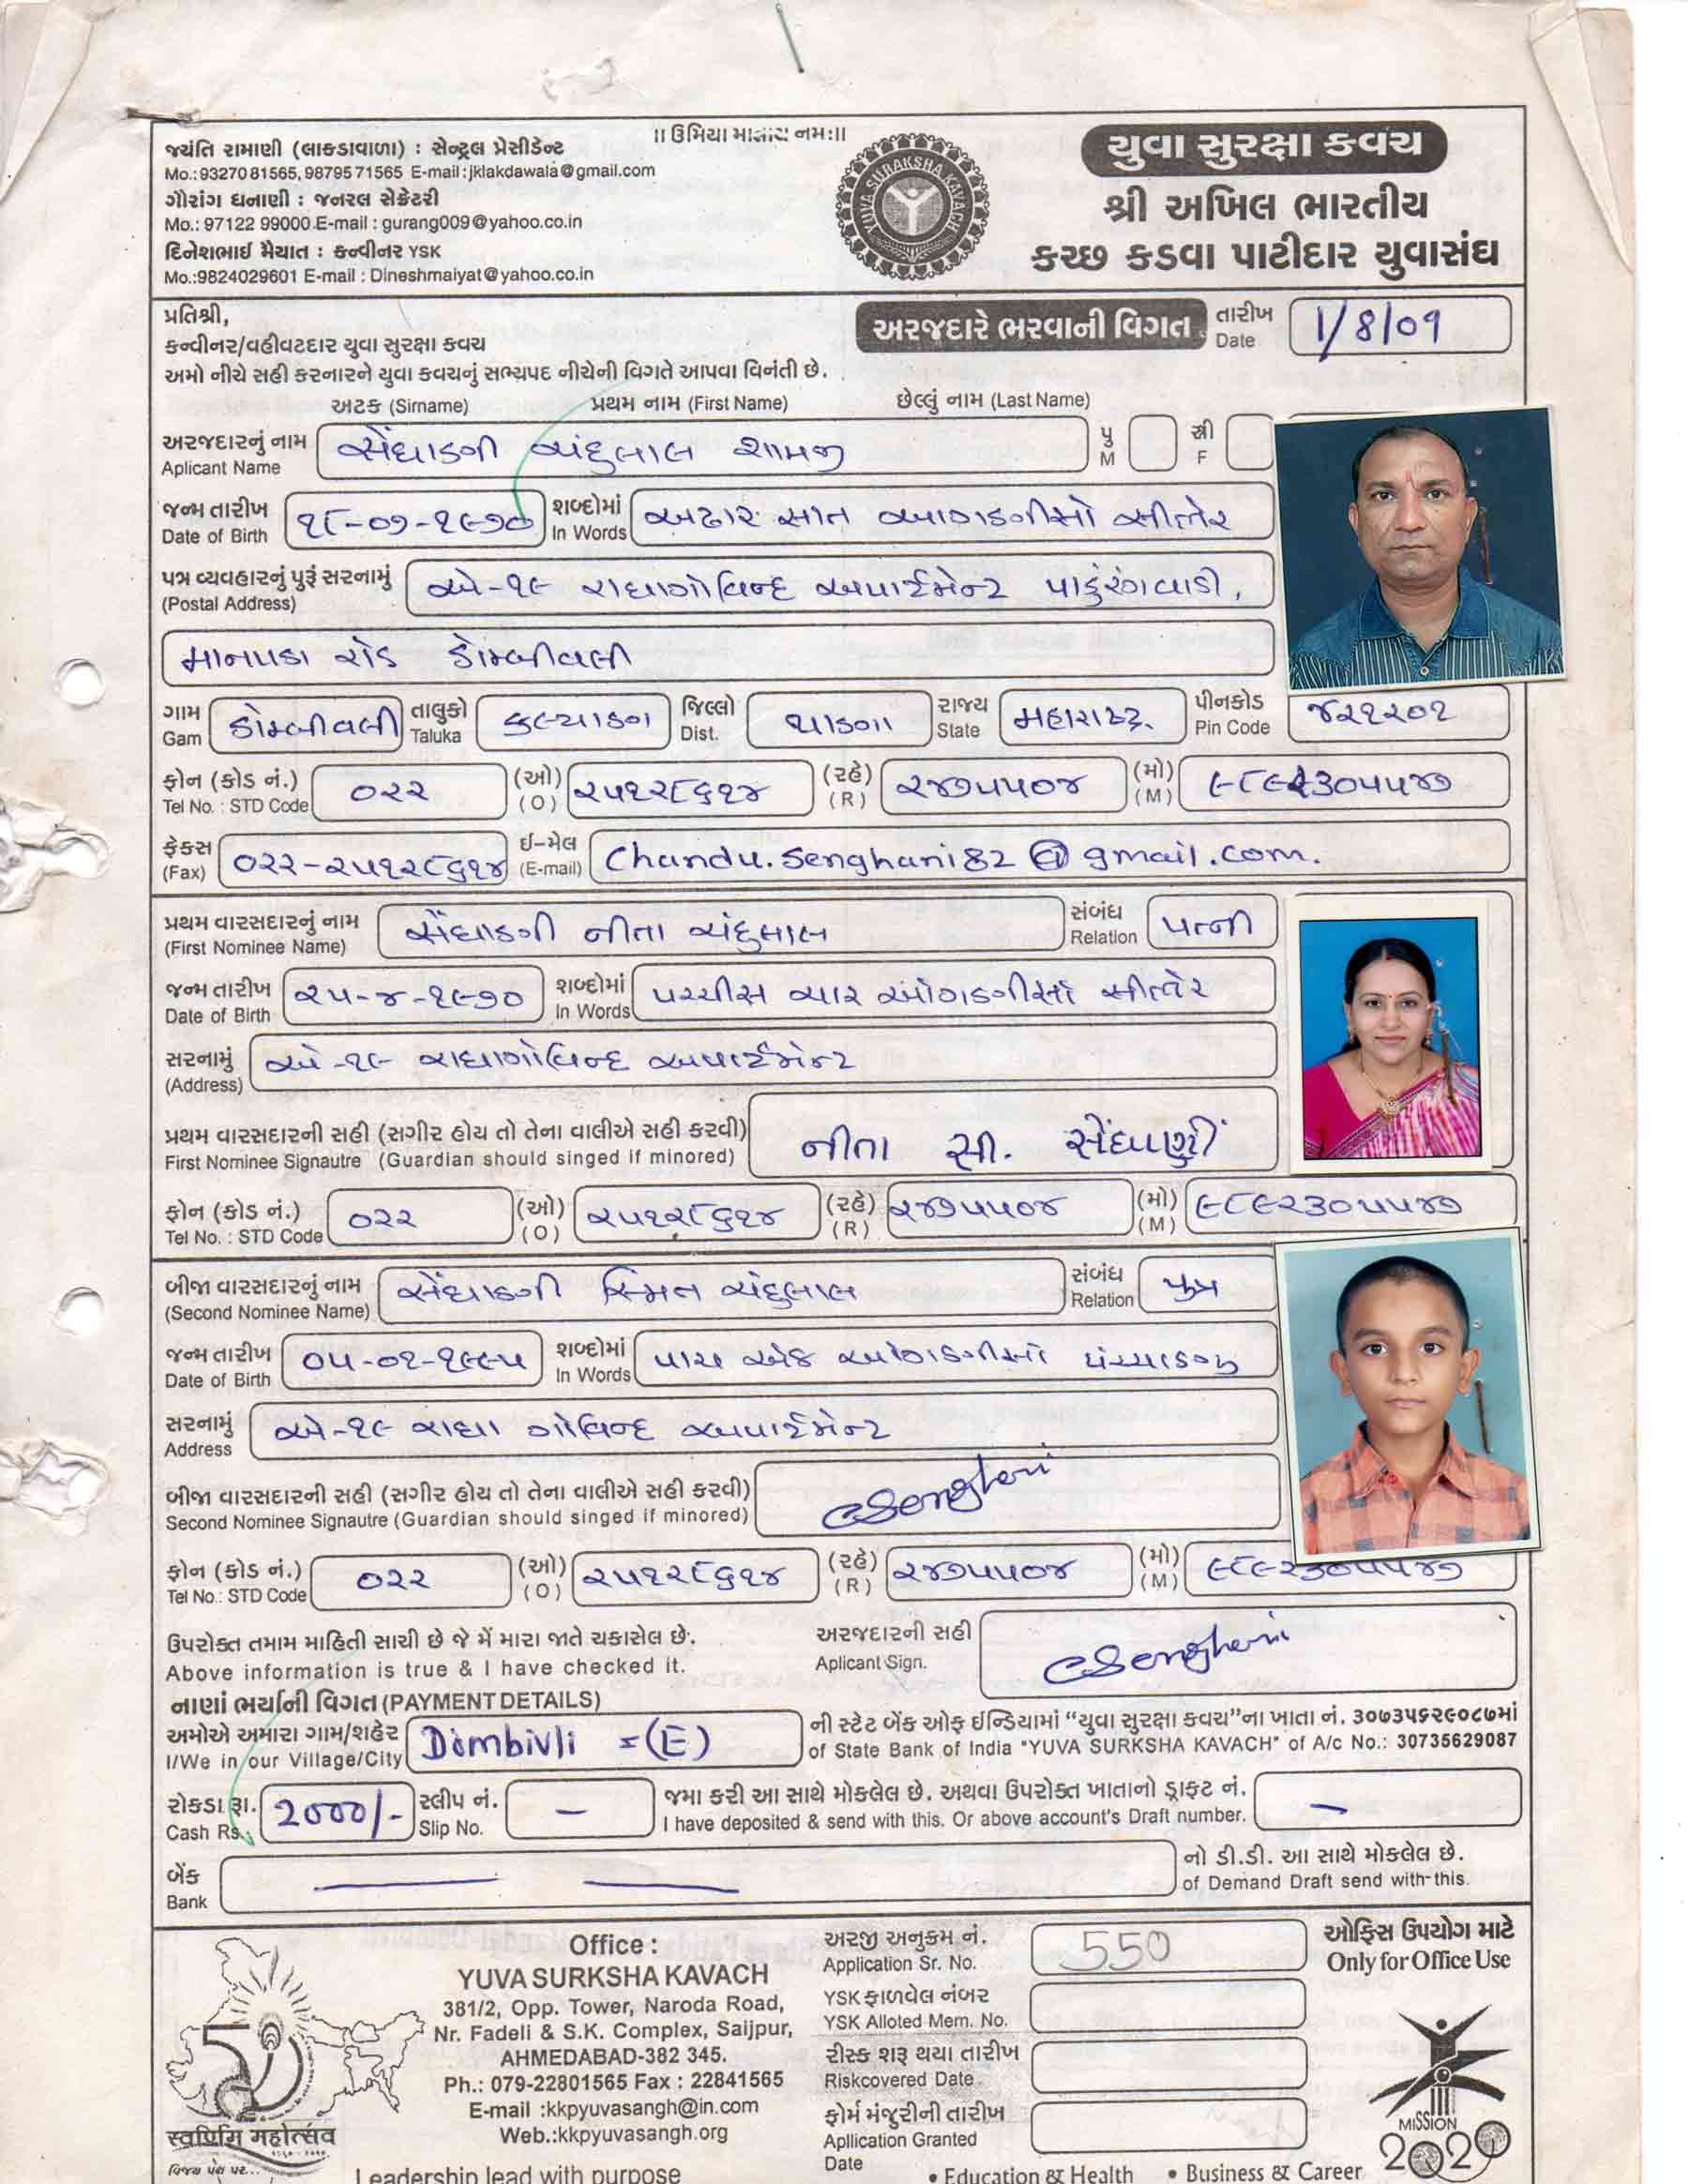 ॥ ઉમિયા માતાય નમઃ॥
જયંતિ રામાણી (લાકડાવાળા) : સેન્ટ્રલ પ્રેસીડેન્ટ
Mo.:93270 81565, 98795 71565 E-mail :jklakdawala@gmail.com
ગૌરાંગ ધનાણી : જનરલ સેક્રેટરી
Mo.: 97122 99000.E-mail : gurang009@yahoo.co.in
દિનેશભાઈ મૈયાત : કન્વીનર YSK
Mo.:9824029601 E-mail : Dineshmaiyat@yahoo.co.in
YUVA SURAKSHA KAVACH
યુવા સુરક્ષા કવચ
શ્રી અખિલ ભારતીય
કચ્છ કડવા પાટીદાર યુવાસંઘ
પ્રતિશ્રી,
કન્વીનર/વહીવટદાર યુવા સુરક્ષા કવચ
અમો નીચે સહી કરનારને યુવા કવચનું સભ્યપદ નીચેની વિગતે આપવા વિનંતી છે.
અરજદારે ભરવાની વિગત તારીખ Date 1/8/09
અટક (Sirname) પ્રથમ નામ (First Name) છેલ્લું નામ (Last Name)
અરજદારનું નામ Aplicant Name સેંઘાણી ચંદુલાલ શામજી પુ M સ્રી F
જન્મ તારીખ Date of Birth ૧૮-૦૭-૧૯૭૦ શબ્દોમાં In Words અઢાર સાત ઓગણીસો સીત્તેર
પત્ર વ્યવહારનું પુરૂં સરનામું (Postal Address) એ-૧૯ રાધાગોવિન્દ અપાર્ટમેન્ટ પાડુંરંગવાડી,
માનપાડા રોડ ડોમ્બીવલી
ગામ Gam ડોમ્બીવલી તાલુકો Taluka કલ્યાણ જિલ્લો Dist. થાણા રાજ્ય State મહારાષ્ટ્ર પીનકોડ Pin Code ૪૨૧૨૦૧
ફોન (કોડ નં.) Tel No. : STD Code ૦૨૨ (ઓ) (O) ૨૫૧૨૮૬૧૪ (રહે) (R) ૨૪૭૫૫૦૪ (મો) (M) ૯૮૯૨૩૦૫૫૪૭
ફેક્સ (Fax) ૦૨૨-૨૫૧૨૮૬૧૪ ઈ-મેલ (E-mail) Chandu.senghani82@gmail.com.
પ્રથમ વારસદારનું નામ (First Nominee Name) સેંઘાણી નીતા ચંદુલાલ સંબંધ Relation પત્ની
જન્મ તારીખ Date of Birth ૨૫-૪-૧૯૭૦ શબ્દોમાં In Words પચ્ચીસ ચાર ઓગણીસો સીત્તેર
સરનામું (Address) એ-૧૯ રાધાગોવિન્દ અપાર્ટમેન્ટ
પ્રથમ વારસદારની સહી (સગીર હોય તો તેના વાલીએ સહી કરવી) નીતા સી. સેંઘાણી
First Nominee Signautre (Guardian should singed if minored)
ફોન (કોડ નં.) Tel No. : STD Code ૦૨૨ (ઓ) (O) ૨૫૧૨૮૬૧૪ (રહે) (R) ૨૪૭૫૫૦૪ (મો) (M) ૯૮૯૨૩૦૫૫૪૭
બીજા વારસદારનું નામ (Second Nominee Name) સેંઘાણી સ્મિત ચંદુલાલ સંબંધ Relation પુત્ર
જન્મ તારીખ Date of Birth ૦૫-૦૧-૧૯૯૫ શબ્દોમાં In Words પાચ એક ઓગણીસો પંચ્ચાણુ
સરનામું Address એ-૧૯ રાધા ગોવિન્દ અપાર્ટમેન્ટ
બીજા વારસદારની સહી (સગીર હોય તો તેના વાલીએ સહી કરવી) CSenghani
Second Nominee Signautre (Guardian should singed if minored)
ફોન (કોડ નં.) Tel No.: STD Code ૦૨૨ (ઓ) (O) ૨૫૧૨૮૬૧૪ (રહે) (R) ૨૪૭૫૫૦૪ (મો) (M) ૯૮૯૨૩૦૫૫૪૭
ઉપરોક્ત તમામ માહિતી સાચી છે જે મેં મારા જાતે ચકાસેલ છે. અરજદારની સહી
Above information is true & I have checked it. Aplicant Sign. CSenghani
નાણાં ભર્યાની વિગત (PAYMENT DETAILS)
અમોએ અમારા ગામ/શહેર Dombivli =(E) ની સ્ટેટ બેંક ઓફ ઈન્ડિયામાં “યુવા સુરક્ષા કવચ”ના ખાતા નં. ૩૦૭૩૫૬૨૯૦૮૭માં
I/We in our Village/City of State Bank of India "YUVA SURKSHA KAVACH" of A/c No.: 30735629087
રોકડા રૂા. Cash Rs. 2000/- સ્લીપ નં. Slip No. — જમા કરી આ સાથે મોકલેલ છે. અથવા ઉપરોક્ત ખાતાનો ડ્રાફ્ટ નં. —
I have deposited & send with this. Or above account's Draft number.
બેંક Bank — — નો ડી.ડી. આ સાથે મોકલેલ છે.
of Demand Draft send with this.
Office :
YUVA SURKSHA KAVACH
381/2, Opp. Tower, Naroda Road,
Nr. Fadeli & S.K. Complex, Saijpur,
AHMEDABAD-382 345.
Ph.: 079-22801565 Fax : 22841565
E-mail :kkpyuvasangh@in.com
Web.:kkpyuvasangh.org
50
स्वर्णिम महोत्सव
Leadership lead with purpose
અરજી અનુક્રમ નં. Application Sr. No. 550
YSK ફાળવેલ નંબર YSK Alloted Mem. No.
રીસ્ક શરૂ થયા તારીખ Riskcovered Date
ફોર્મ મંજુરીની તારીખ Apllication Granted Date
ઓફિસ ઉપયોગ માટે
Only for Office Use
MISSION 2020
• Education & Health • Business & Career